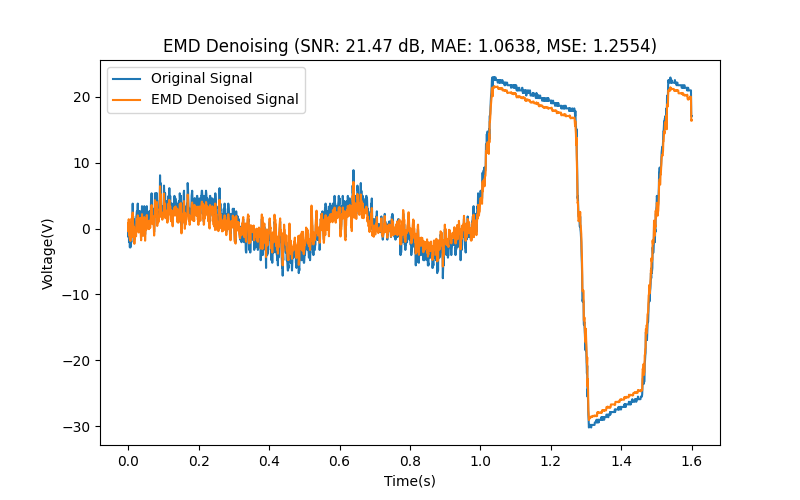 EMD Denoising (SNR: 21.47 dB, MAE: 1.0638, MSE: 1.2554)
Original Signal
EMD Denoised Signal
Voltage(V)
20
10
0
−10
−20
−30
0.0 0.2 0.4 0.6 0.8 1.0 1.2 1.4 1.6
Time(s)